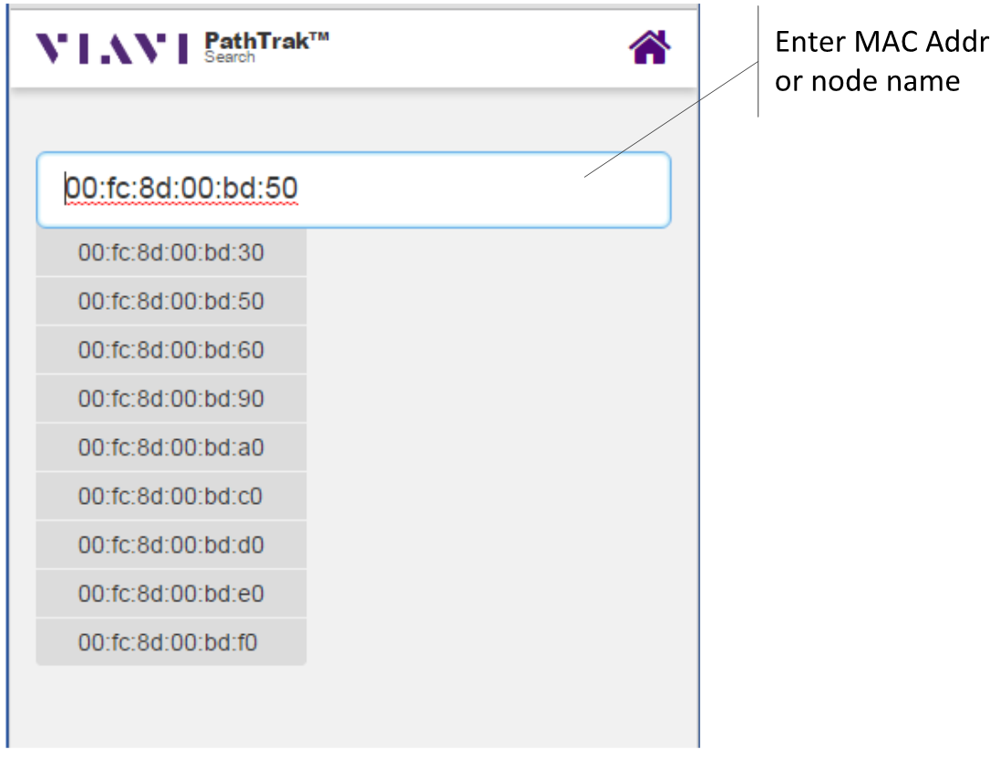 VIAVI PathTrak™
Search
Enter MAC Addr
or node name
00:fc:8d:00:bd:50
00:fc:8d:00:bd:30
00:fc:8d:00:bd:50
00:fc:8d:00:bd:60
00:fc:8d:00:bd:90
00:fc:8d:00:bd:a0
00:fc:8d:00:bd:c0
00:fc:8d:00:bd:d0
00:fc:8d:00:bd:e0
00:fc:8d:00:bd:f0